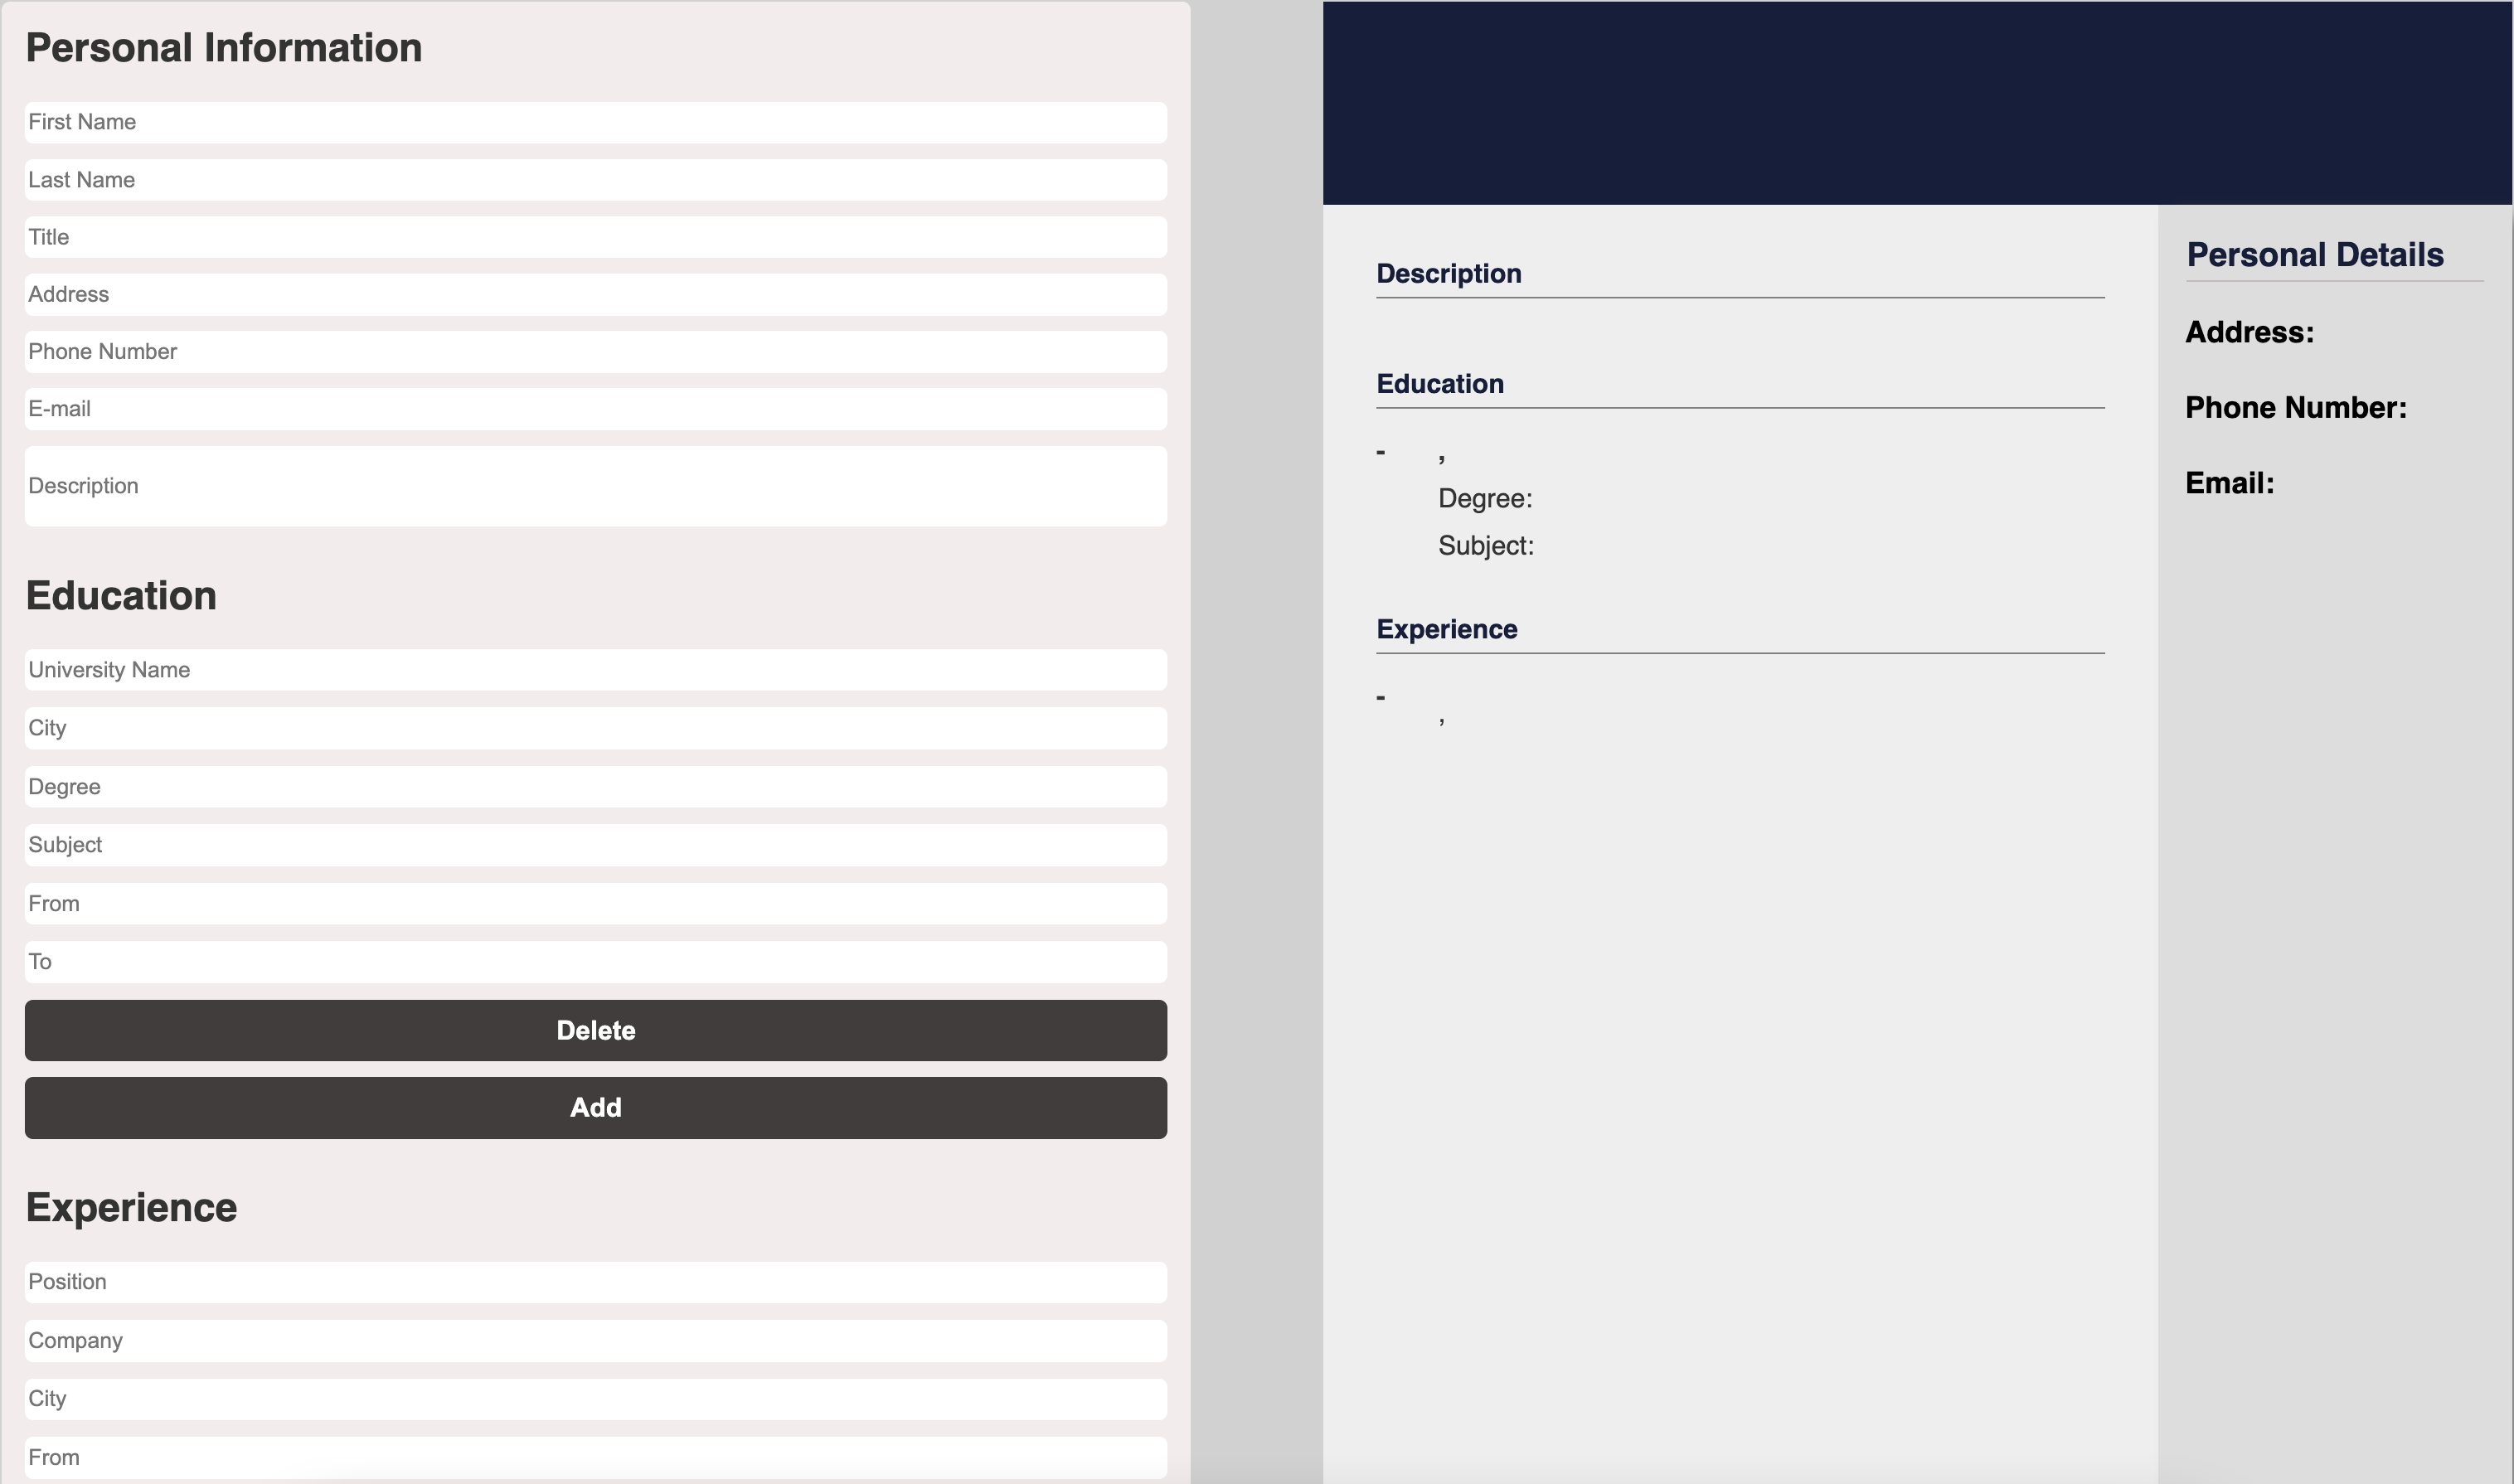 Personal Information
First Name
Last Name
Title
Address
Phone Number
E-mail
Description
Education
University Name
City
Degree
Subject
From
To
Delete
Add
Experience
Position
Company
City
From
Description
Education
- ,
Degree:
Subject:
Experience
-
,
Personal Details
Address:
Phone Number:
Email: